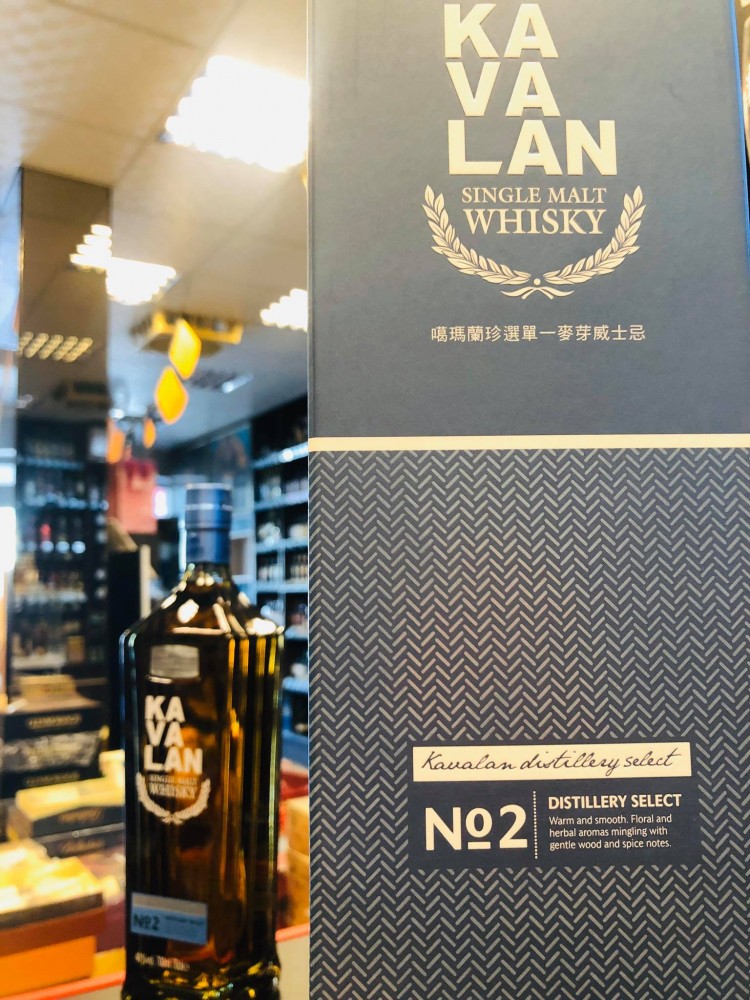 KA
VA
LAN
SINGLE MALT
WHISKY
噶瑪蘭珍選單一麥芽威士忌
Kavalan distillery select
No2
DISTILLERY SELECT
Warm and smooth. Floral and
herbal aromas mingling with
gentle wood and spice notes.
KA
VA
LAN
SINGLE MALT
WHISKY
No2